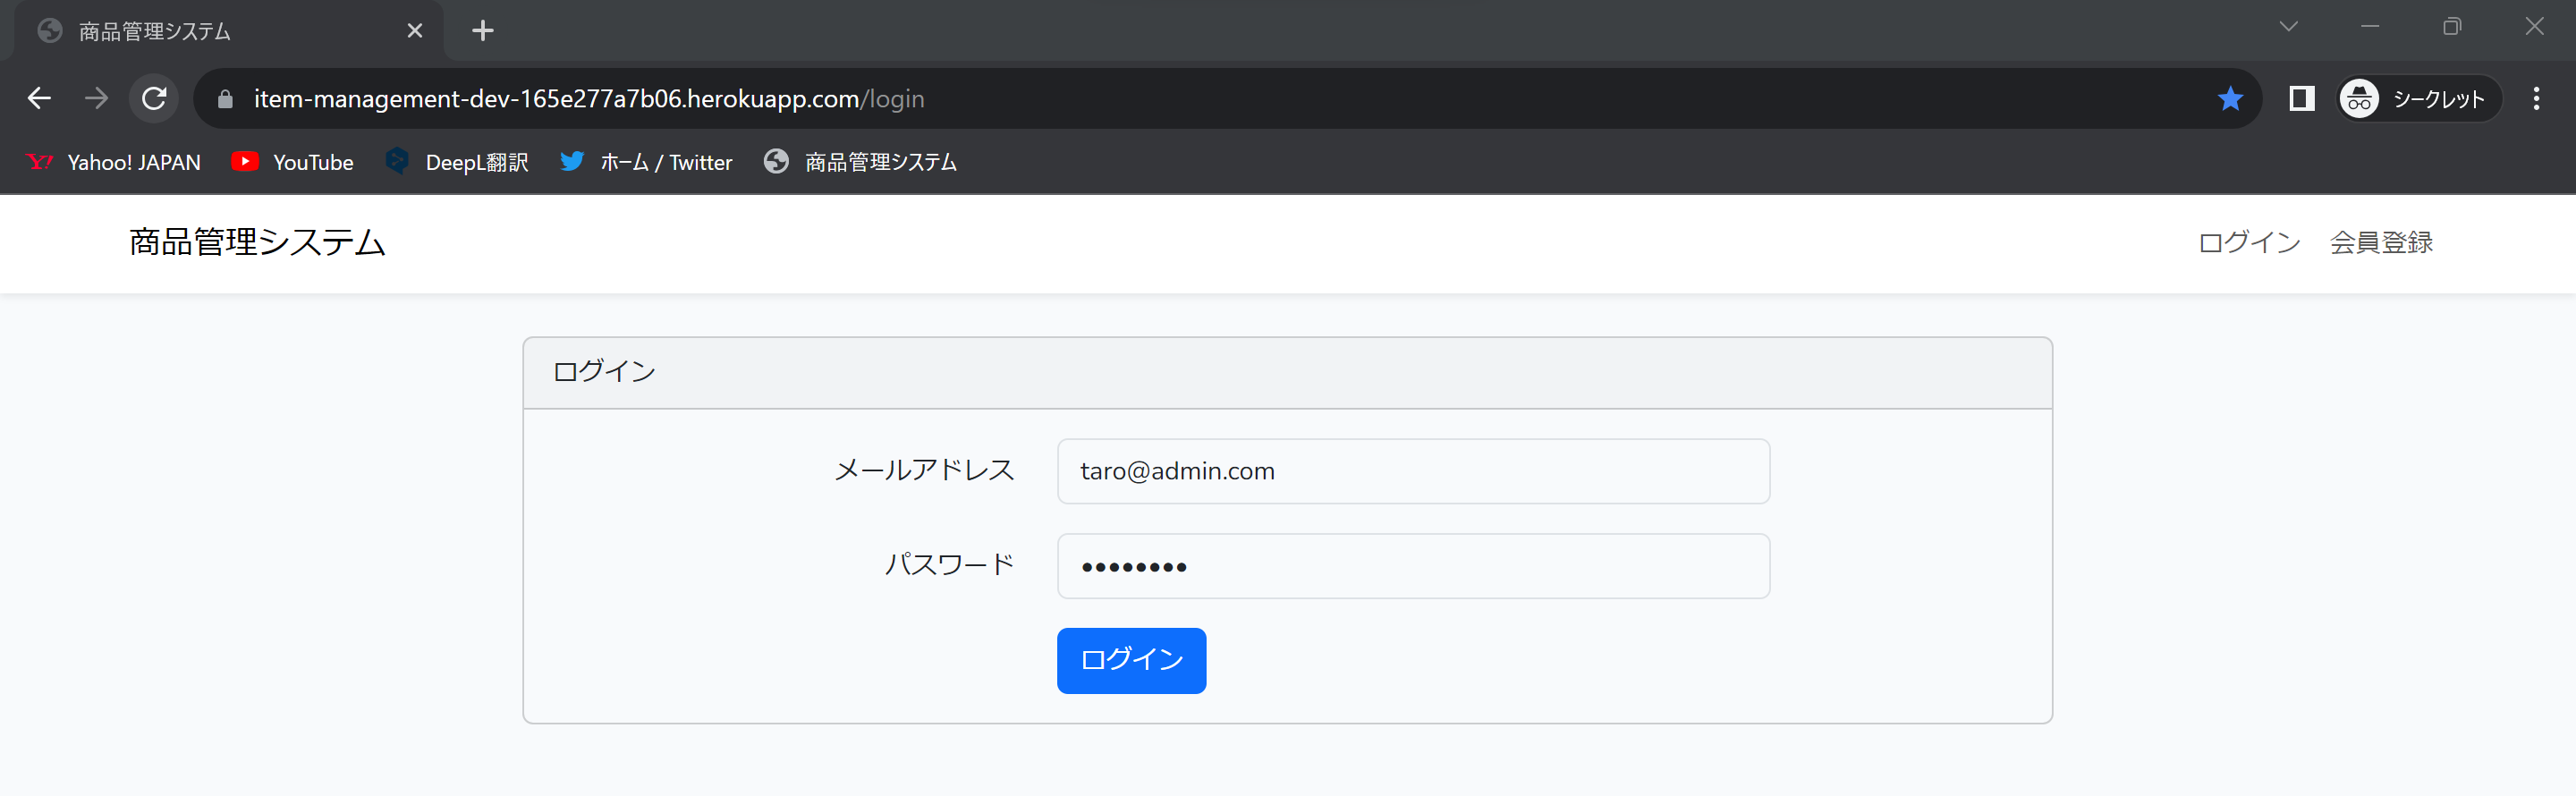 商品管理システム
item-management-dev-165e277a7b06.herokuapp.com/login
シークレット
Yahoo! JAPAN YouTube DeepL翻訳 ホーム / Twitter 商品管理システム
商品管理システム ログイン 会員登録
ログイン
メールアドレス taro@admin.com
パスワード ••••••••
ログイン